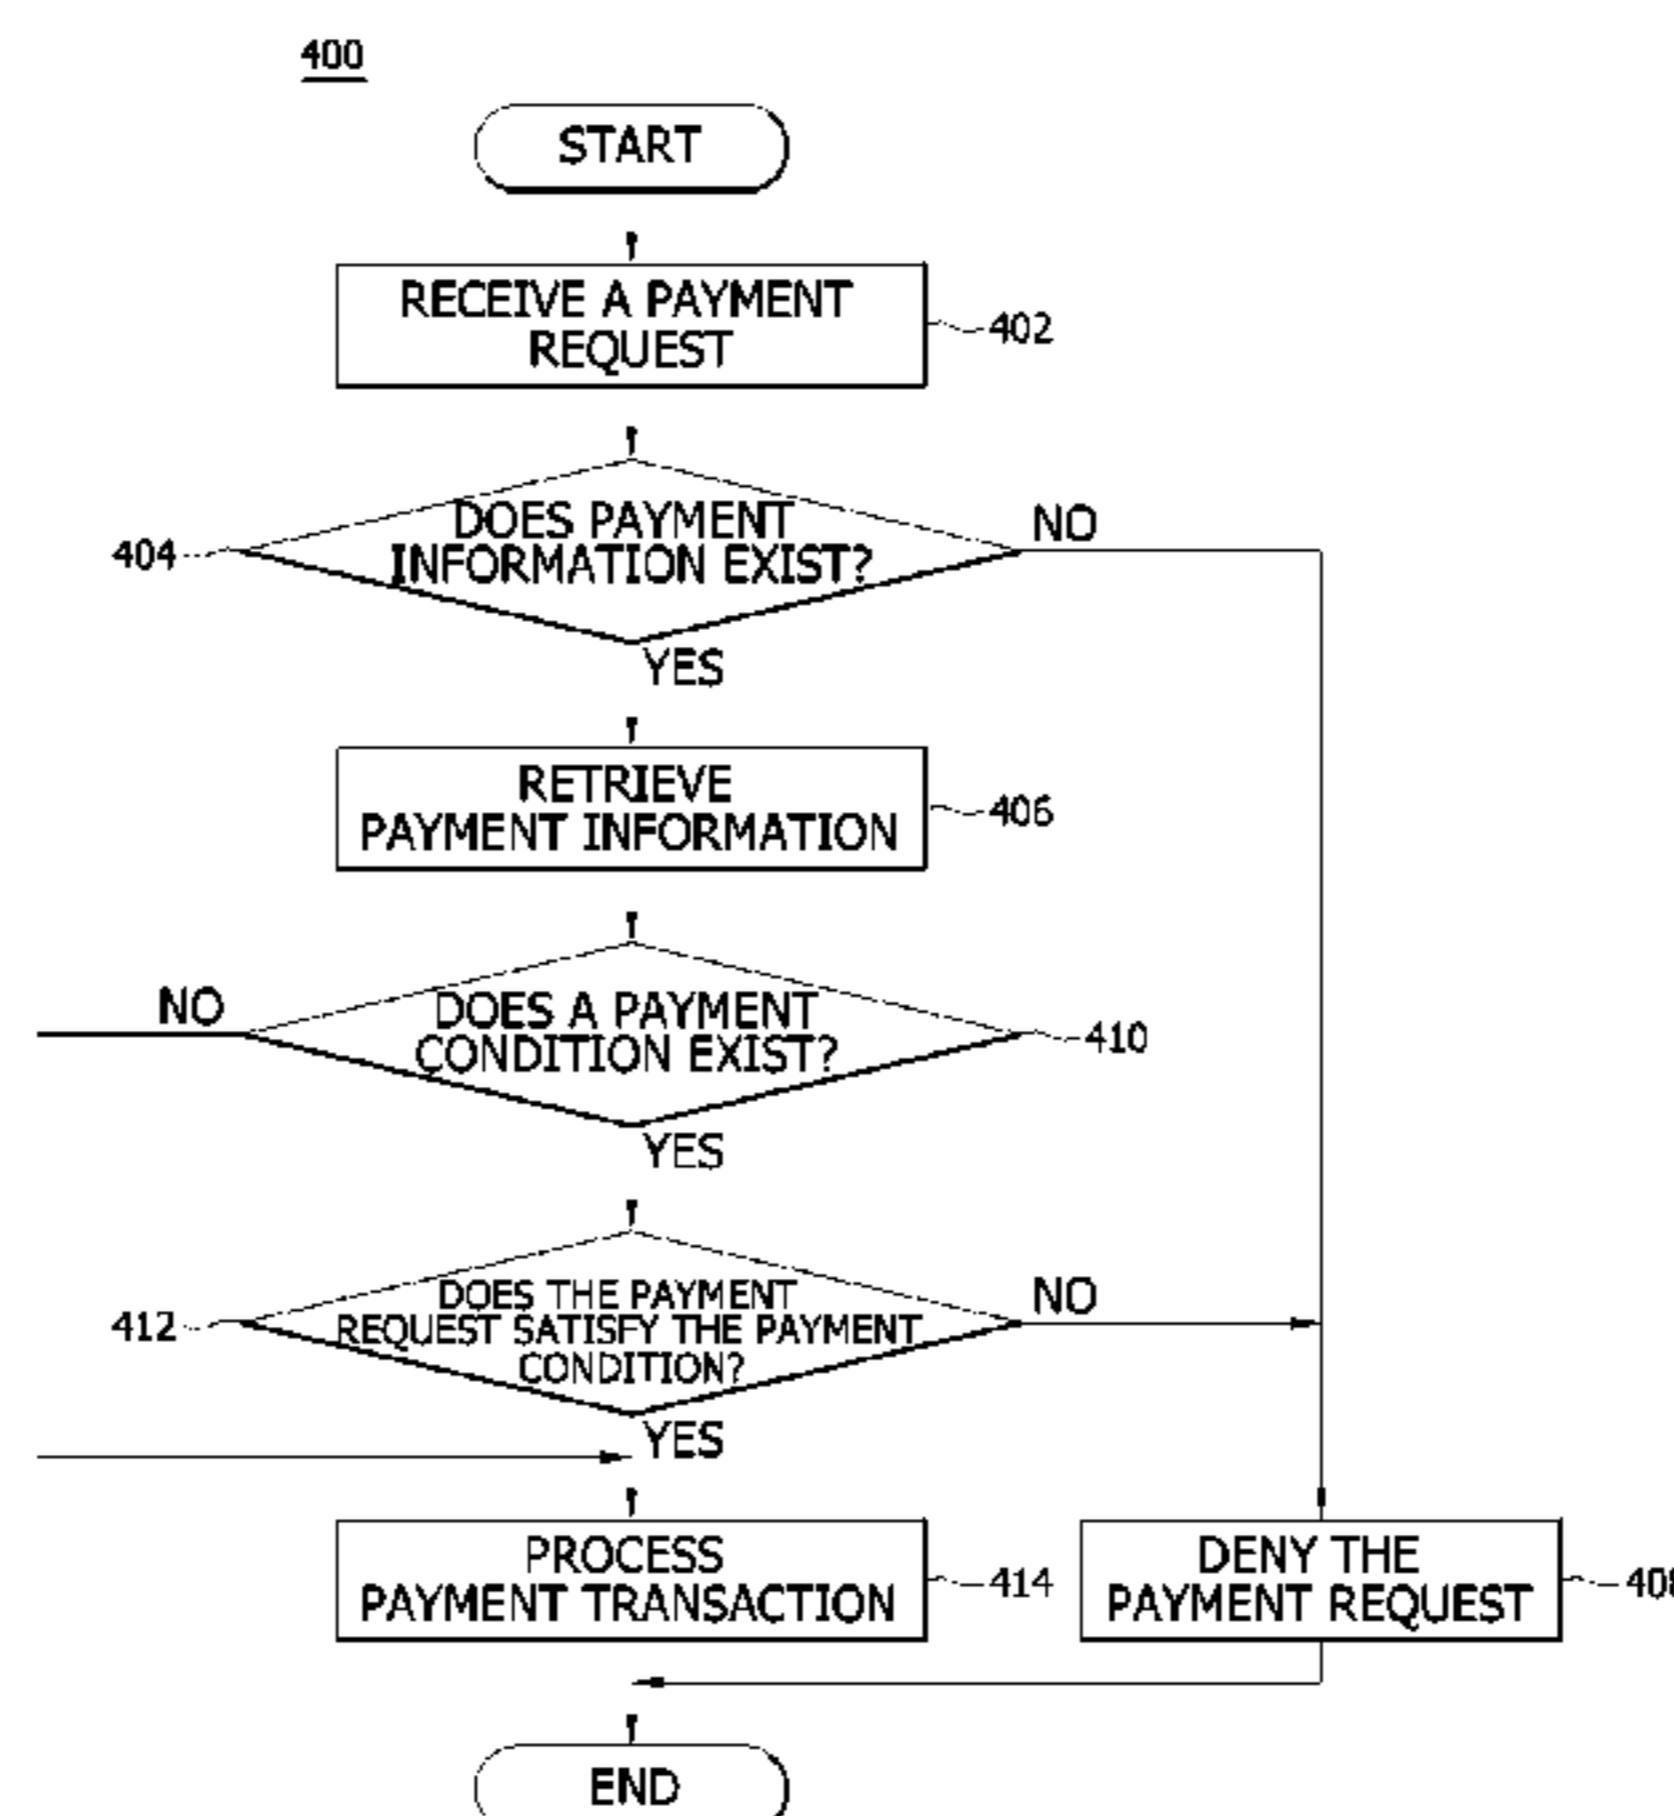 400
START
RECEIVE A PAYMENT
REQUEST
402
DOES PAYMENT
INFORMATION EXIST?
404
NO
YES
RETRIEVE
PAYMENT INFORMATION
406
NO
DOES A PAYMENT
CONDITION EXIST?
410
YES
DOES THE PAYMENT
REQUEST SATISFY THE PAYMENT
CONDITION?
412
NO
YES
PROCESS
PAYMENT TRANSACTION
414
DENY THE
PAYMENT REQUEST
END